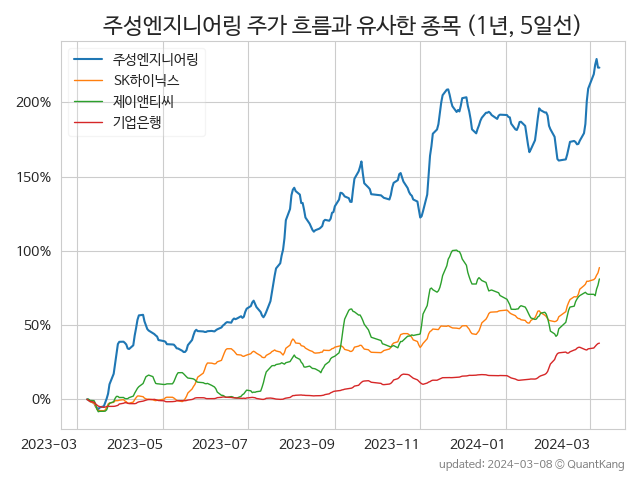 주성엔지니어링 주가 흐름과 유사한 종목 (1년, 5일선)
주성엔지니어링
SK하이닉스
제이앤티씨
기업은행
200%
150%
100%
50%
0%
2023-03 2023-05 2023-07 2023-09 2023-11 2024-01 2024-03
updated: 2024-03-08 © QuantKang